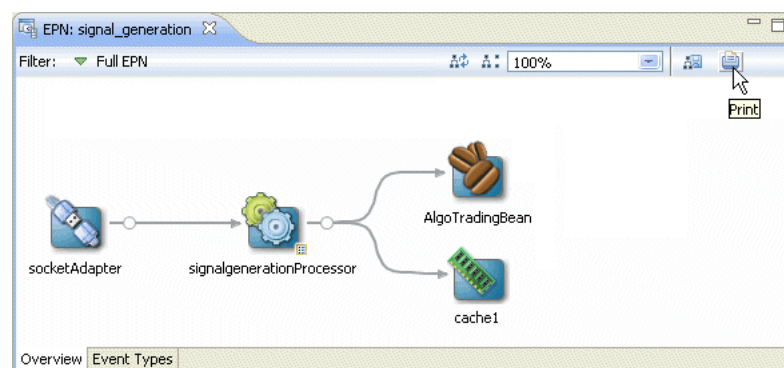 EPN: signal_generation
Filter: Full EPN 100%
Print
AlgoTradingBean
socketAdapter signalgenerationProcessor
cache1
Overview Event Types